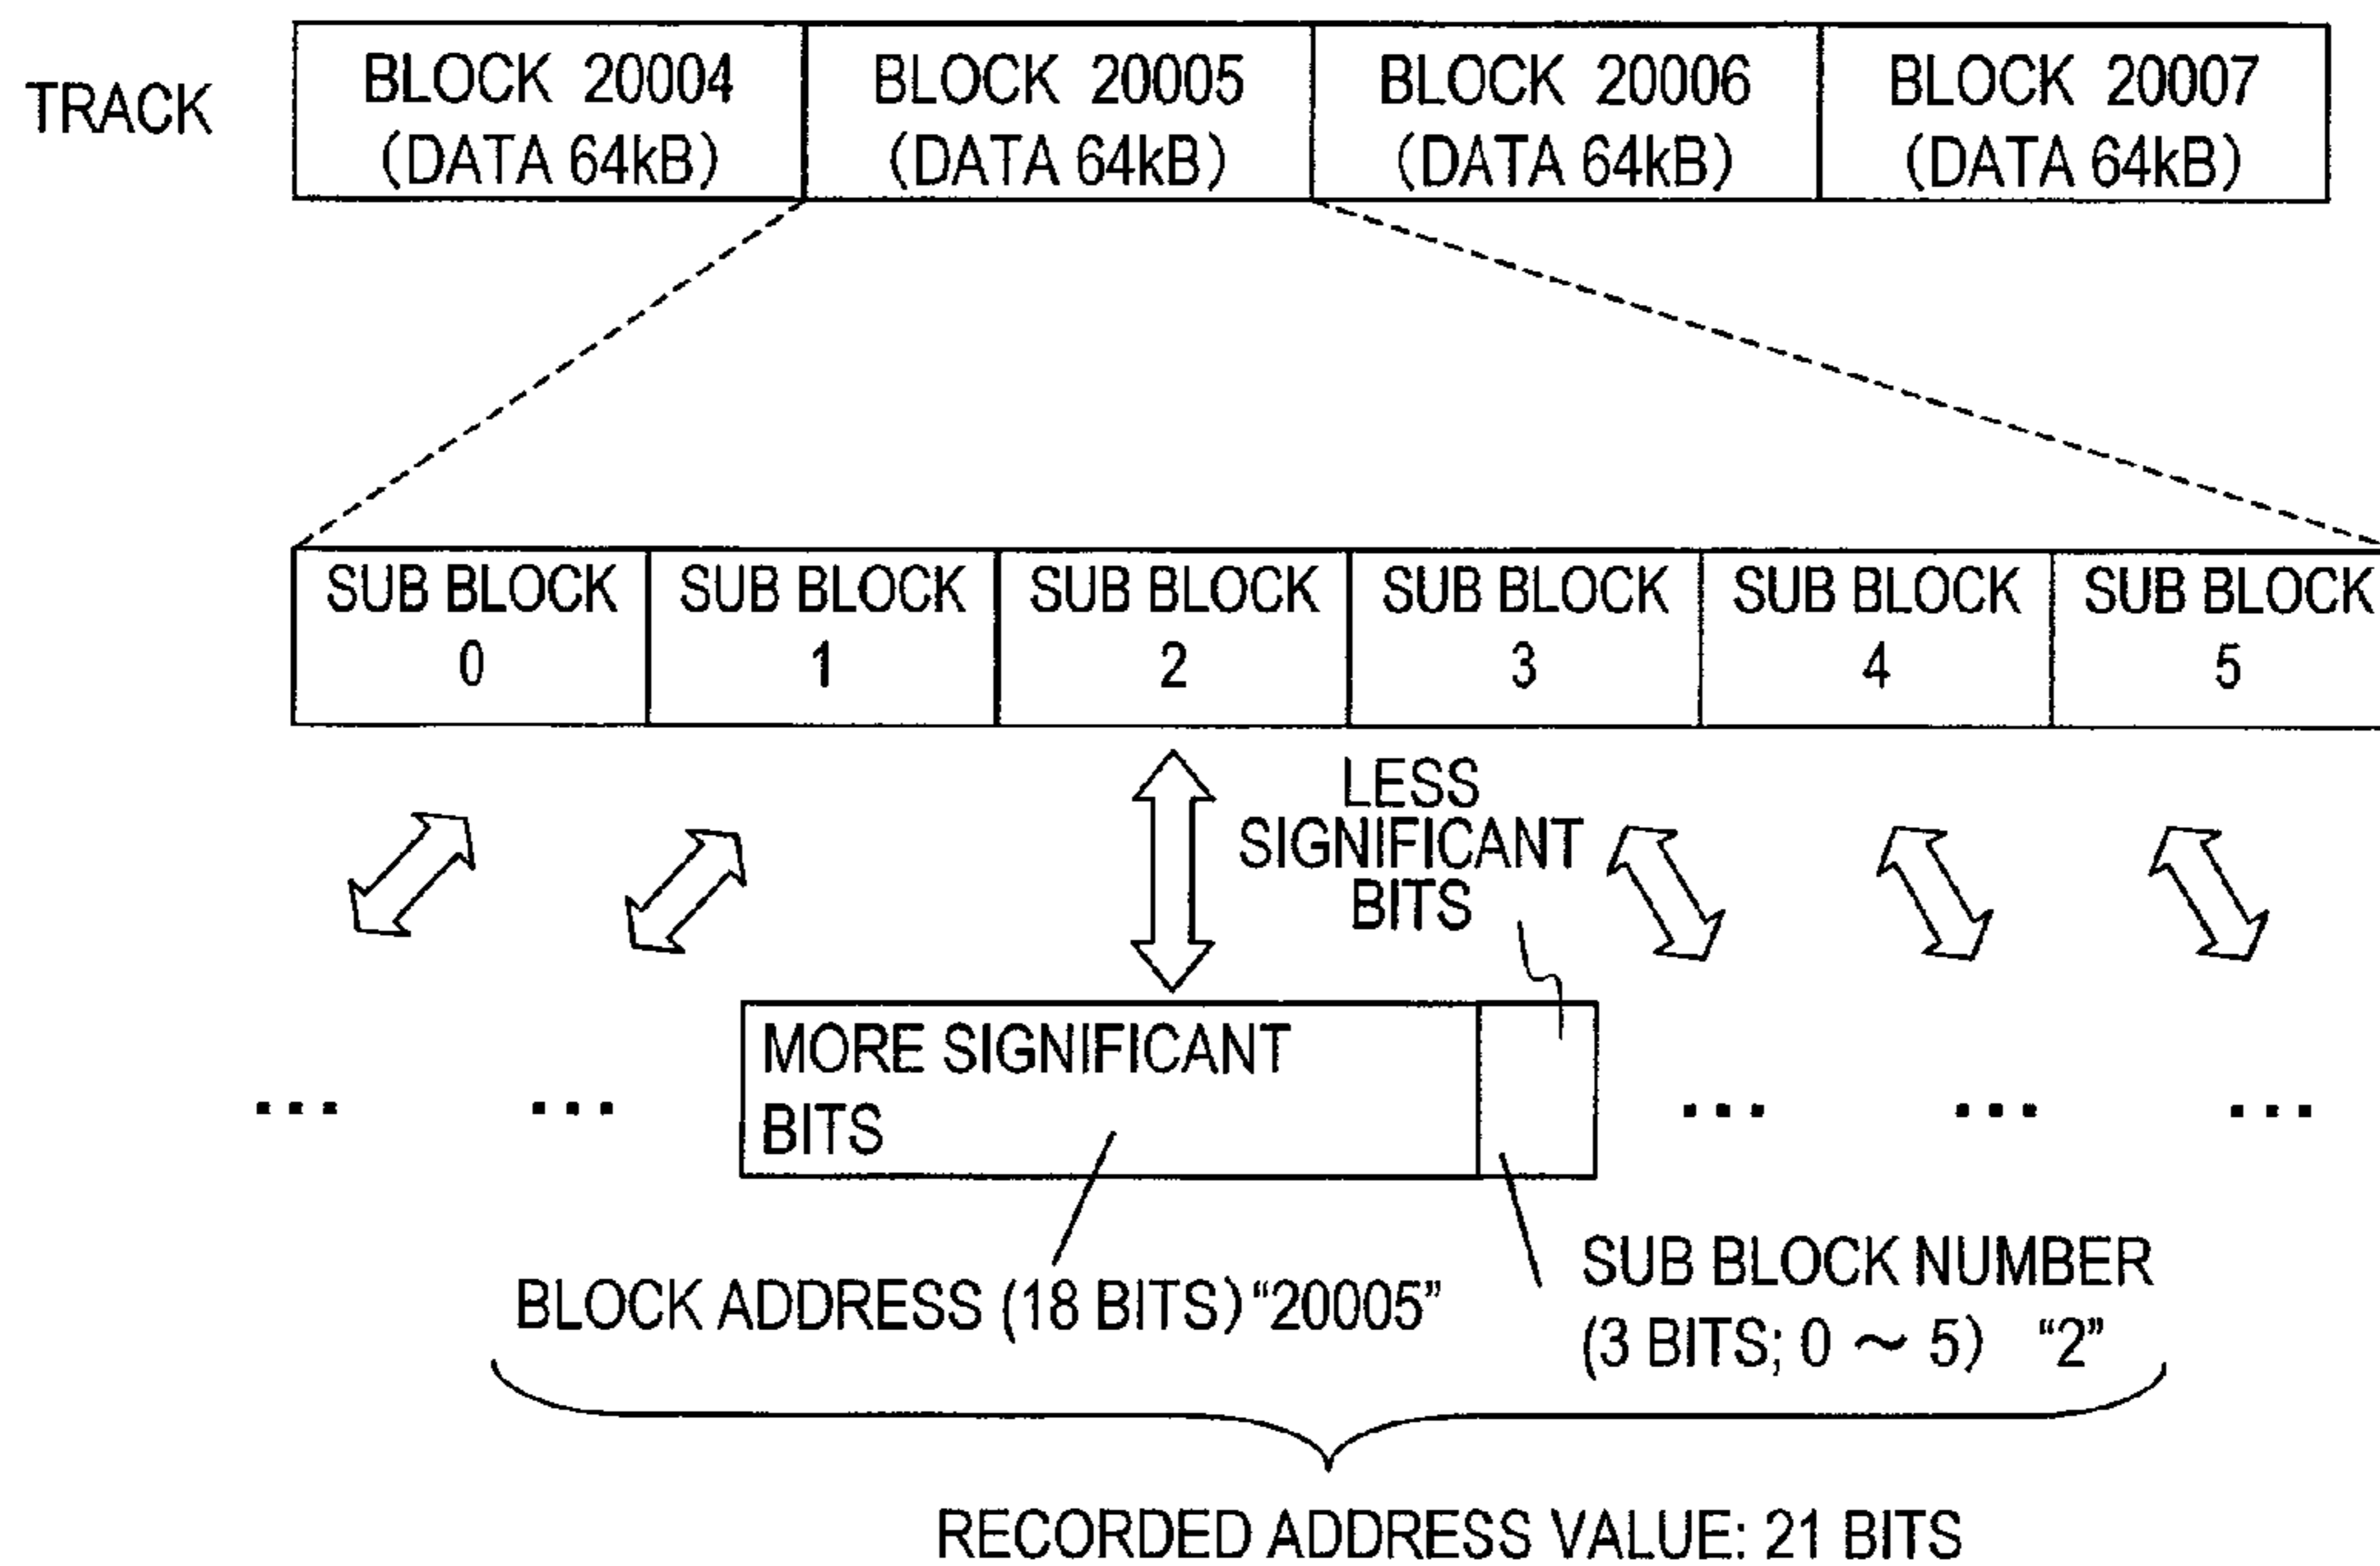 TRACK
BLOCK 20004
(DATA 64kB)
BLOCK 20005
(DATA 64kB)
BLOCK 20006
(DATA 64kB)
BLOCK 20007
(DATA 64kB)
SUB BLOCK
0
SUB BLOCK
1
SUB BLOCK
2
SUB BLOCK
3
SUB BLOCK
4
SUB BLOCK
5
LESS
SIGNIFICANT
BITS
... ...
MORE SIGNIFICANT
BITS
... ... ...
BLOCK ADDRESS (18 BITS) “20005”
SUB BLOCK NUMBER
(3 BITS; 0 ~ 5) “2”
RECORDED ADDRESS VALUE: 21 BITS